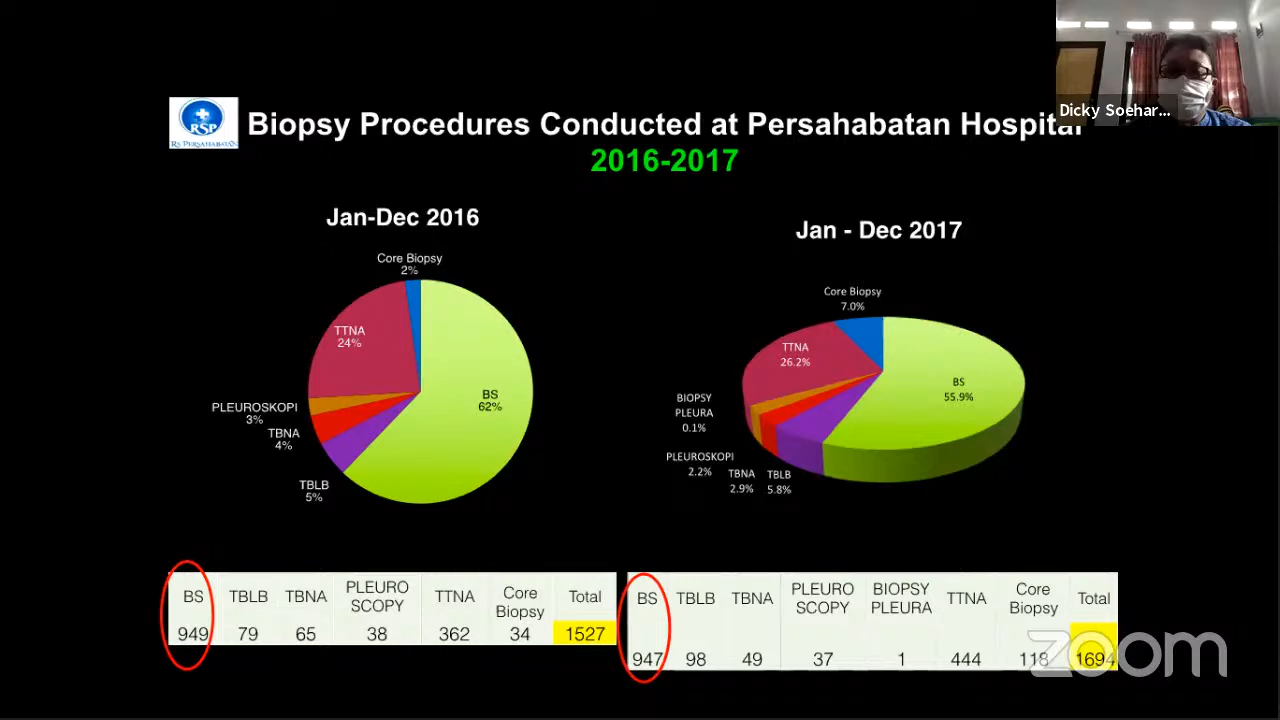 Dicky Soehar...
RSP
RS PERSAHABATAN
Biopsy Procedures Conducted at Persahabatan Hospital
2016-2017
Jan-Dec 2016
Core Biopsy
2%
TTNA
24%
BS
62%
PLEUROSKOPI
3%
TBNA
4%
TBLB
5%
Jan - Dec 2017
Core Biopsy
7.0%
TTNA
26.2%
BS
55.9%
BIOPSY
PLEURA
0.1%
PLEUROSKOPI
2.2%
TBNA
2.9%
TBLB
5.8%
BS TBLB TBNA PLEURO SCOPY TTNA Core Biopsy Total
949 79 65 38 362 34 1527
BS TBLB TBNA PLEURO SCOPY BIOPSY PLEURA TTNA Core Biopsy Total
947 98 49 37 1 444 118 1694
zoom